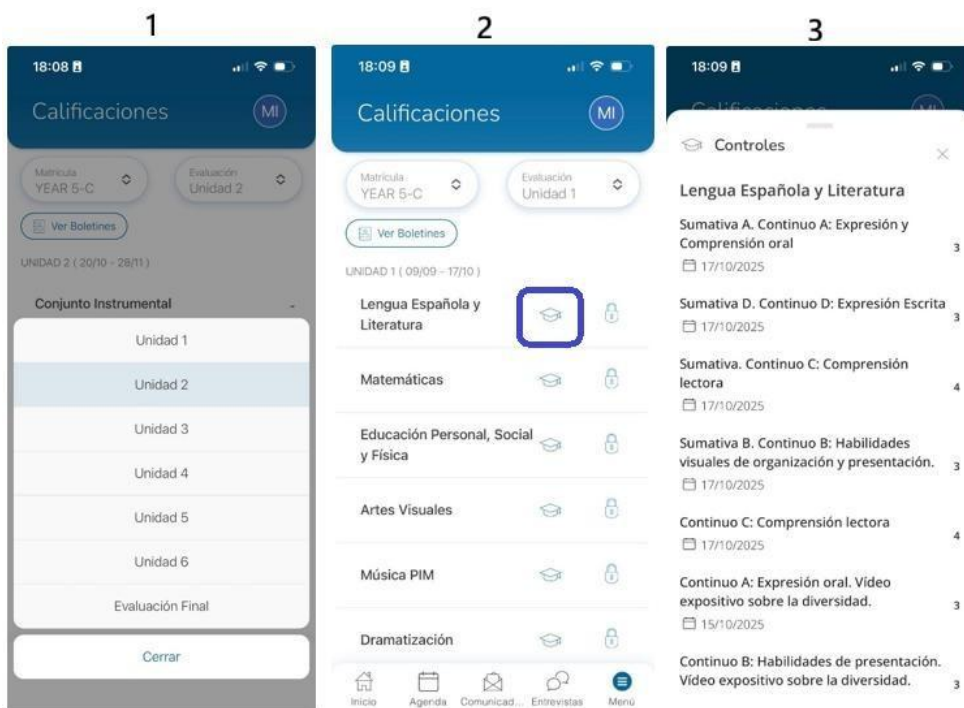 1
18:08
Calificaciones
MI
Matrícula
YEAR 5-C
Evaluación
Unidad 2
Ver Boletines
UNIDAD 2 ( 20/10 - 28/11 )
Conjunto Instrumental -
Unidad 1
Unidad 2
Unidad 3
Unidad 4
Unidad 5
Unidad 6
Evaluación Final
Cerrar
2
18:09
Calificaciones
MI
Matrícula
YEAR 5-C
Evaluación
Unidad 1
Ver Boletines
UNIDAD 1 ( 09/09 - 17/10 )
Lengua Española y
Literatura
Matemáticas
Educación Personal, Social
y Física
Artes Visuales
Música PIM
Dramatización
Inicio
Agenda
Comunicad...
Entrevistas
Menú
3
18:09
Calificaciones
MI
Controles
Lengua Española y Literatura
Sumativa A. Continuo A: Expresión y
Comprensión oral
3
17/10/2025
Sumativa D. Continuo D: Expresión Escrita
3
17/10/2025
Sumativa. Continuo C: Comprensión
lectora
4
17/10/2025
Sumativa B. Continuo B: Habilidades
visuales de organización y presentación.
3
17/10/2025
Continuo C: Comprensión lectora
4
17/10/2025
Continuo A: Expresión oral. Vídeo
expositivo sobre la diversidad.
3
15/10/2025
Continuo B: Habilidades de presentación.
Vídeo expositivo sobre la diversidad.
3